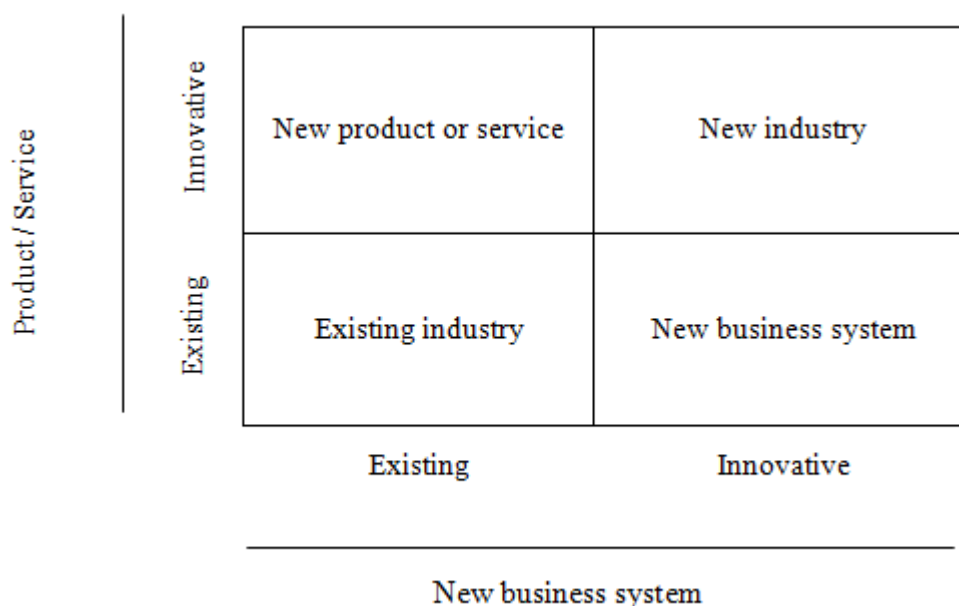 Product / Service
Innovative
New product or service
New industry
Existing
Existing industry
New business system
Existing
Innovative
New business system